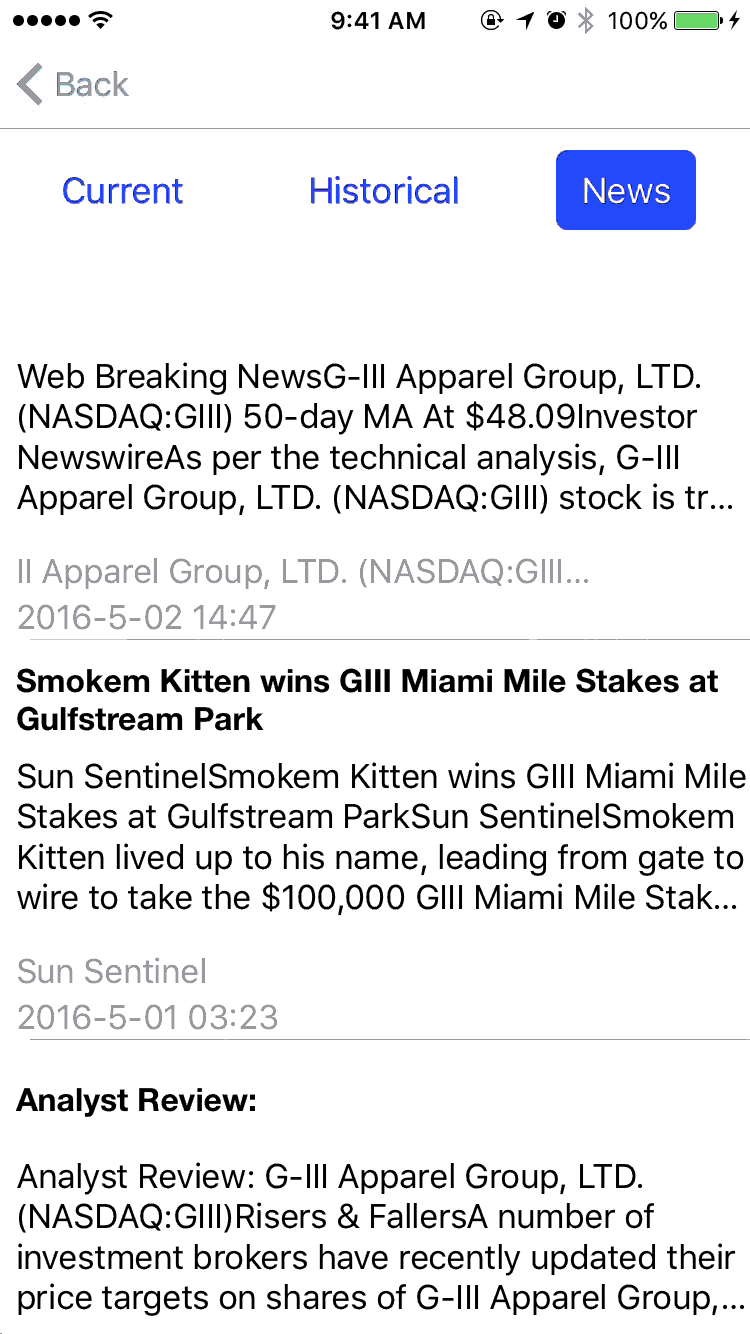 9:41 AM 100%
Back
Current Historical News
Web Breaking NewsG-III Apparel Group, LTD.
(NASDAQ:GIII) 50-day MA At $48.09Investor
NewswireAs per the technical analysis, G-III
Apparel Group, LTD. (NASDAQ:GIII) stock is tr...
II Apparel Group, LTD. (NASDAQ:GIII...
2016-5-02 14:47
Smokem Kitten wins GIII Miami Mile Stakes at
Gulfstream Park
Sun SentinelSmokem Kitten wins GIII Miami Mile
Stakes at Gulfstream ParkSun SentinelSmokem
Kitten lived up to his name, leading from gate to
wire to take the $100,000 GIII Miami Mile Stak...
Sun Sentinel
2016-5-01 03:23
Analyst Review:
Analyst Review: G-III Apparel Group, LTD.
(NASDAQ:GIII)Risers & FallersA number of
investment brokers have recently updated their
price targets on shares of G-III Apparel Group,...